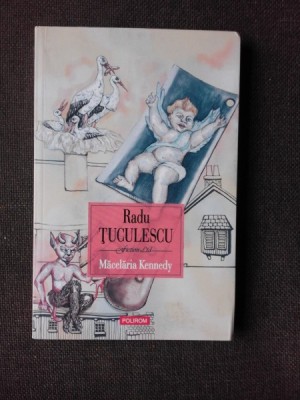 Radu
ȚUCULESCU
Măcelăria Kennedy
POLIROM